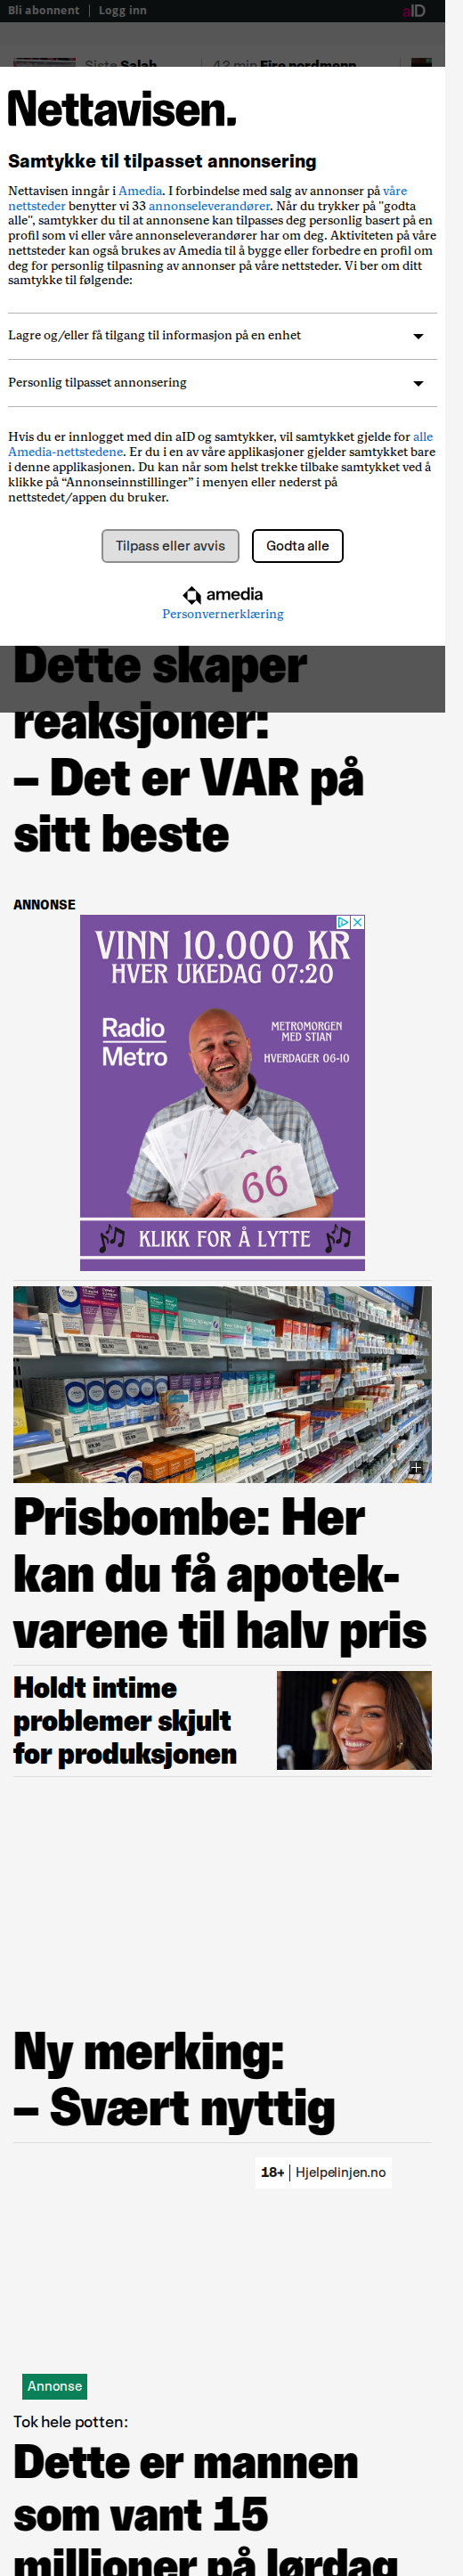 Bli abonnent | Logg inn
aID
Siste Salah
42 min Fire nordmenn
Nettavisen.
Samtykke til tilpasset annonsering
Nettavisen inngår i Amedia. I forbindelse med salg av annonser på våre
nettsteder benytter vi 33 annonseleverandører. Når du trykker på "godta
alle", samtykker du til at annonsene kan tilpasses deg personlig basert på en
profil som vi eller våre annonseleverandører har om deg. Aktiviteten på våre
nettsteder kan også brukes av Amedia til å bygge eller forbedre en profil om
deg for personlig tilpasning av annonser på våre nettsteder. Vi ber om ditt
samtykke til følgende:
Lagre og/eller få tilgang til informasjon på en enhet
Personlig tilpasset annonsering
Hvis du er innlogget med din aID og samtykker, vil samtykket gjelde for alle
Amedia-nettstedene. Er du i en av våre applikasjoner gjelder samtykket bare
i denne applikasjonen. Du kan når som helst trekke tilbake samtykket ved å
klikke på “Annonseinnstillinger” i menyen eller nederst på
nettstedet/appen du bruker.
Tilpass eller avvis
Godta alle
amedia
Personvernerklæring
Dette skaper
reaksjoner:
– Det er VAR på
sitt beste
ANNONSE
VINN 10.000 KR
HVER UKEDAG 07:20
Radio
Metro
METROMORGEN
MED STIAN
HVERDAGER 06-10
66
KLIKK FOR Å LYTTE
Prisbombe: Her
kan du få apotek-
varene til halv pris
Holdt intime
problemer skjult
for produksjonen
Ny merking:
– Svært nyttig
18+ | Hjelpelinjen.no
Annonse
Tok hele potten:
Dette er mannen
som vant 15
millioner på lørdag